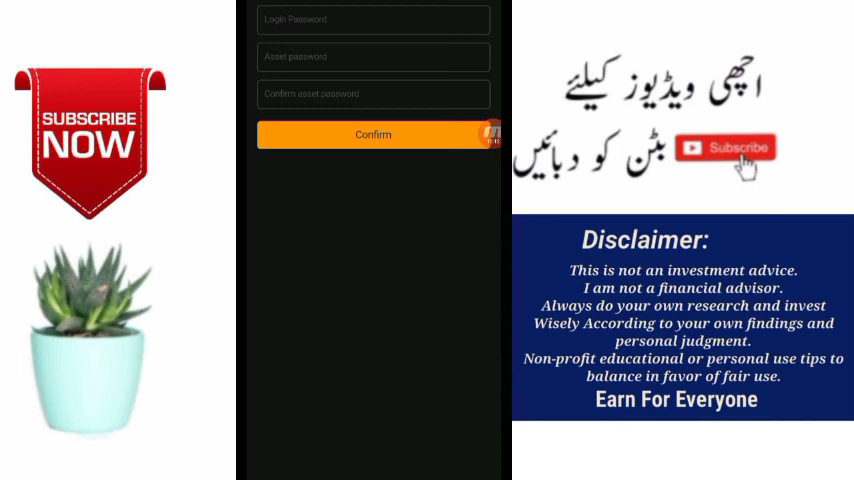 SUBSCRIBE
NOW
Login Password
Asset password
Confirm asset password
Confirm
اچھی ویڈیوز کیلئے
بٹن کو دبائیں
Subscribe
Disclaimer:
This is not an investment advice.
I am not a financial advisor.
Always do your own research and invest
Wisely According to your own findings and
personal judgment.
Non-profit educational or personal use tips to
balance in favor of fair use.
Earn For Everyone